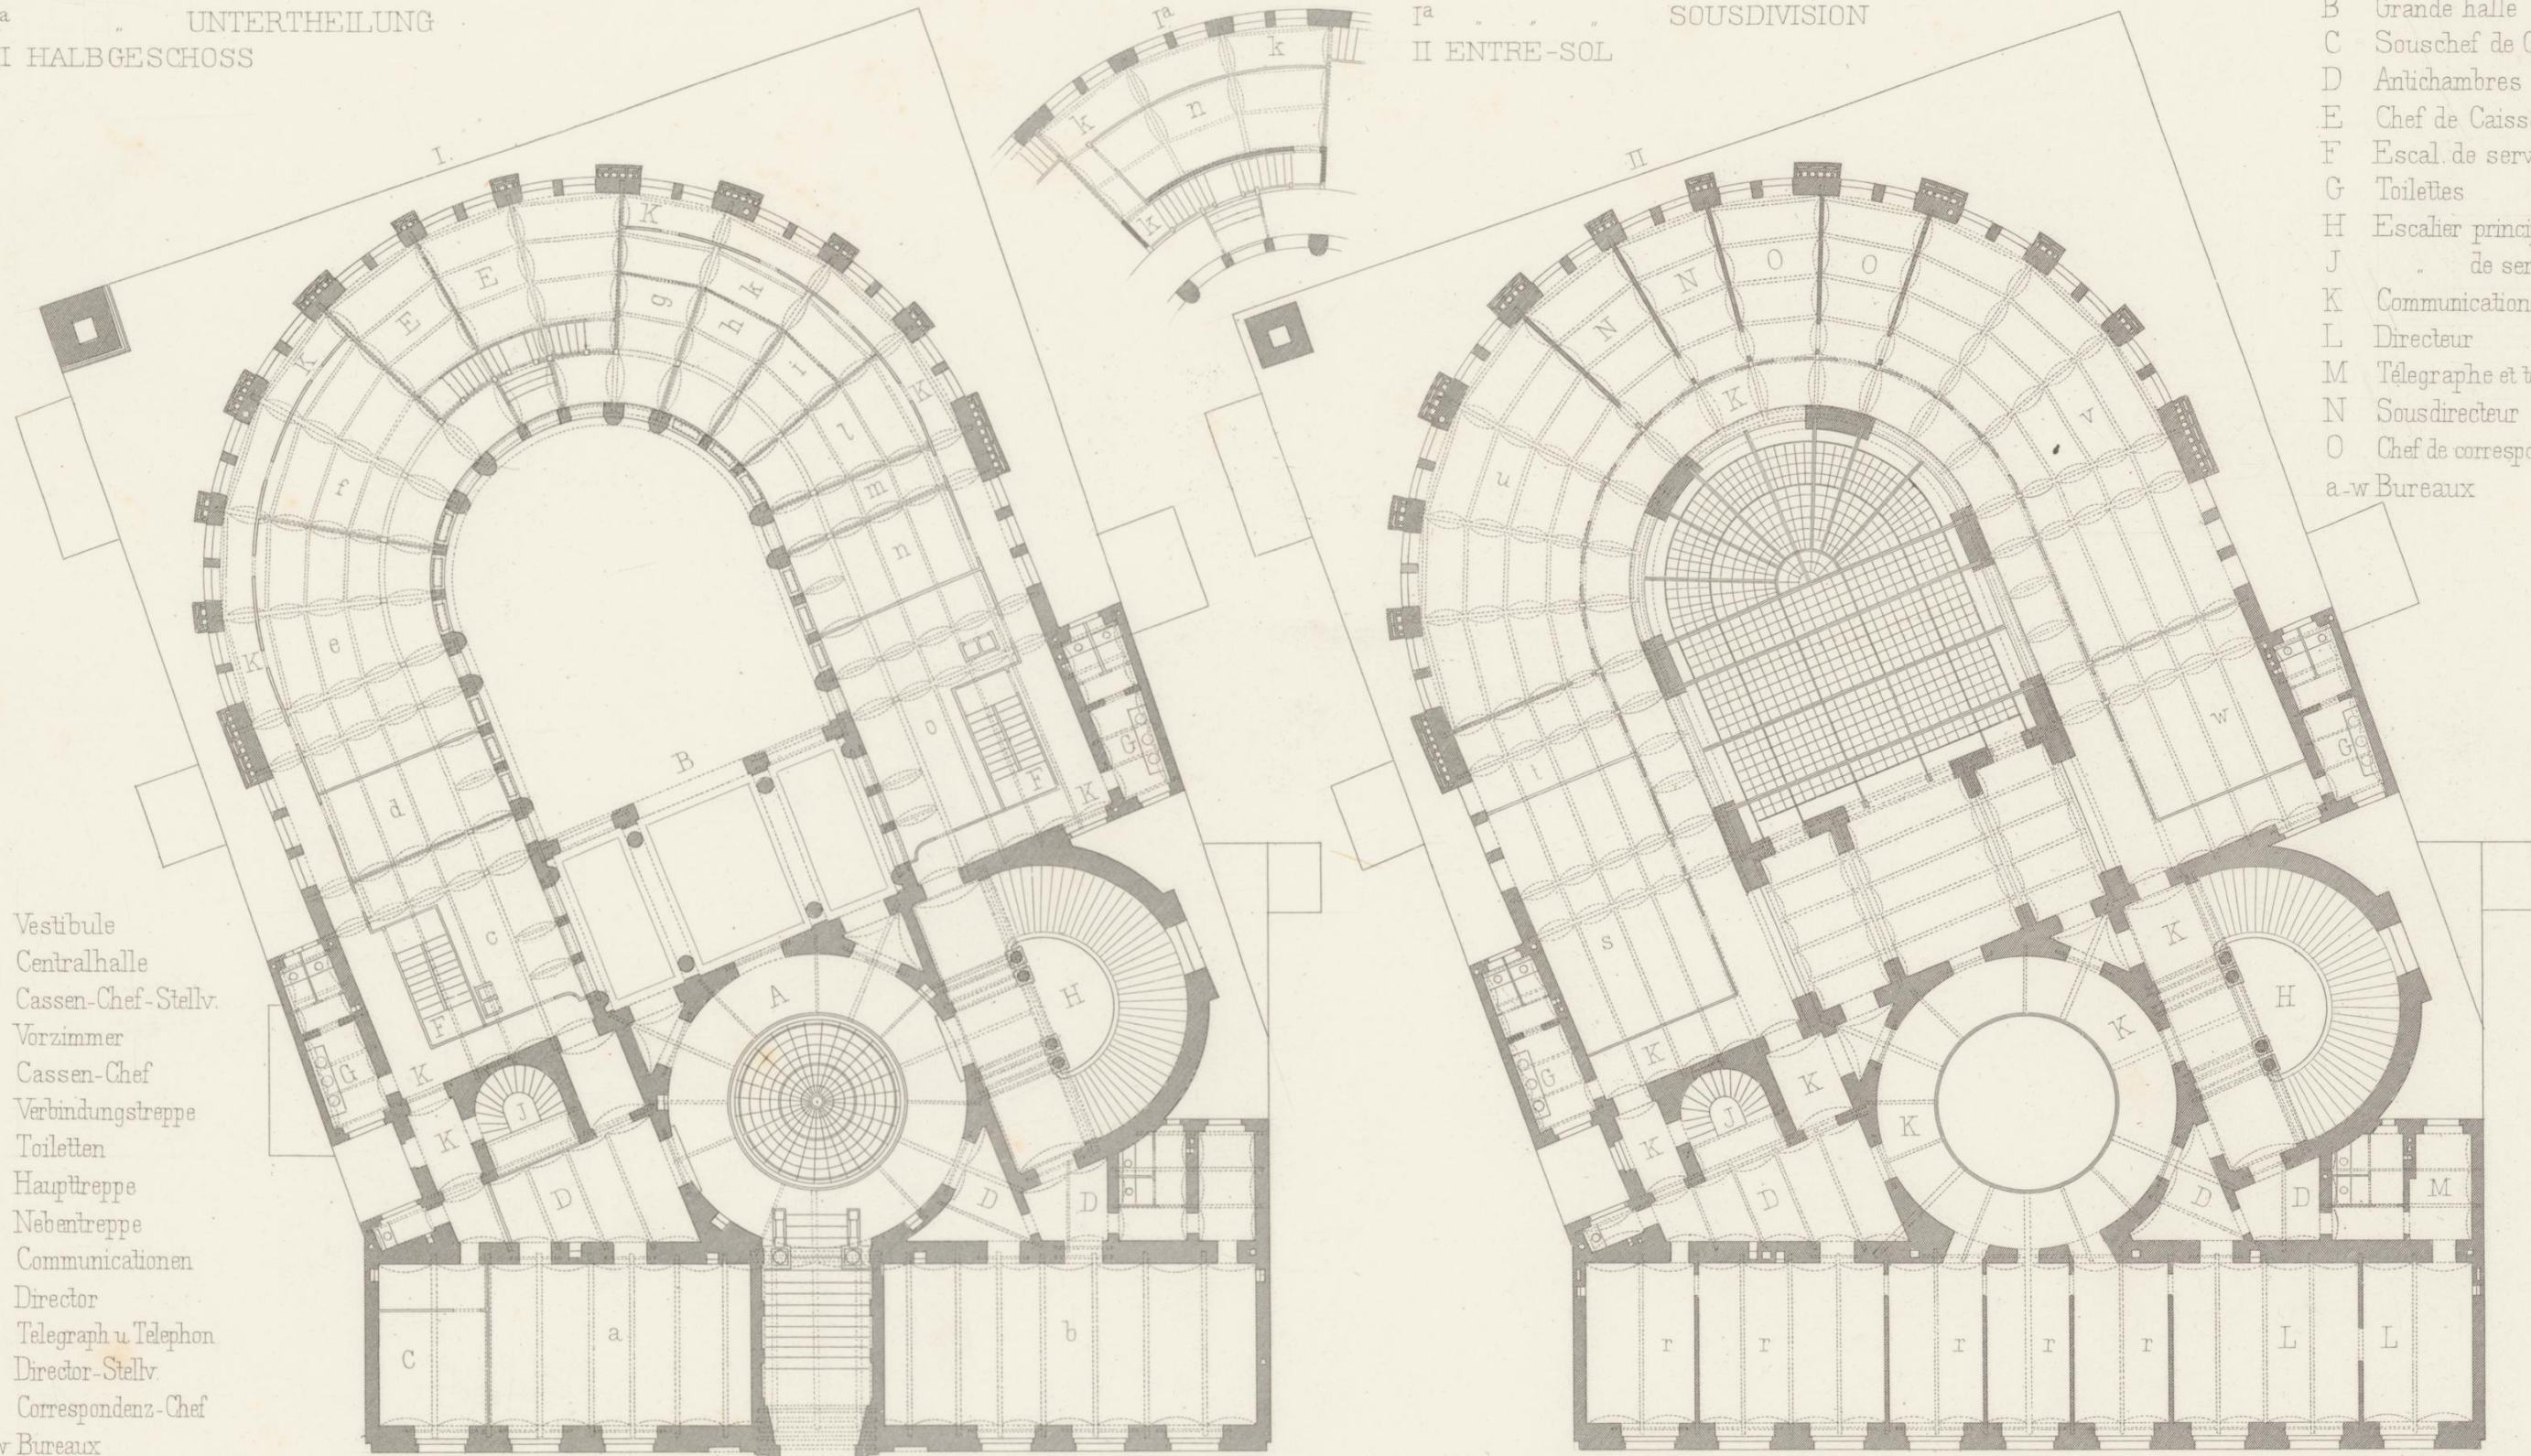 a " UNTERTHEILUNG
I HALBGESCHOSS
Ia
Ia " " " SOUSDIVISION
II ENTRE-SOL
B Grande halle
C Souschef de C
D Antichambres
E Chef de Caiss
F Escal. de serv
G Toilettes
H Escalier princi
J " de ser
K Communication
L Directeur
M Télegraphe et t
N Sousdirecteur
O Chef de correspo
a-w Bureaux
I.
K
E
E
K
K
g
k
h
i
K
l
f
m
n
e
K
d
B
o
F
G
K
c
F
G
K
J
K
A
H
D
D
D
C
a
b
k
k
n
k
II
N
N
O
O
K
u
v
t
w
G
s
K
G
J
K
K
K
K
K
H
D
D
D
M
r
r
r
r
r
L
L
Vestibule
Centralhalle
Cassen-Chef-Stellv.
Vorzimmer
Cassen-Chef
Verbindungstreppe
Toiletten
Haupttreppe
Nebentreppe
Communicationen
Director
Telegraph u. Telephon
Director-Stellv.
Correspondenz-Chef
w Bureaux